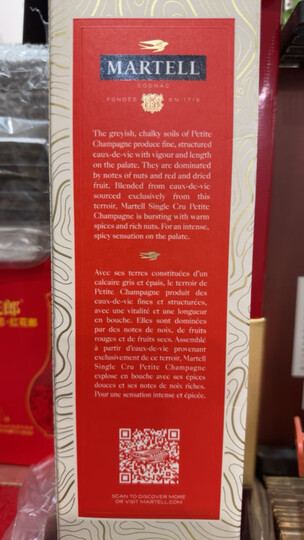 MARTELL
COGNAC
FONDÉE EN 1715
The greyish, chalky soils of Petite
Champagne produce fine, structured
eaux-de-vie with vigour and length
on the palate. They are dominated
by notes of nuts and red and dried
fruit. Blended from eaux-de-vie
sourced exclusively from this
terroir, Martell Single Cru Petite
Champagne is bursting with warm
spices and rich nuts. For an intense,
spicy sensation on the palate.
Avec ses terres constituées d'un
calcaire gris et épais, le terroir de
Petite Champagne produit des
eaux-de-vie fines et structurées,
avec une vitalité et une longueur
en bouche. Elles sont dominées
par des notes de noix, de fruits
rouges et de fruits secs. Assemblé
à partir d'eaux-de-vie provenant
exclusivement de ce terroir, Martell
Single Cru Petite Champagne
explose en bouche avec ses épices
douces et ses notes de noix riches.
Pour une sensation intense et épicée.
SCAN TO DISCOVER MORE
OR VISIT MARTELL.COM
郎